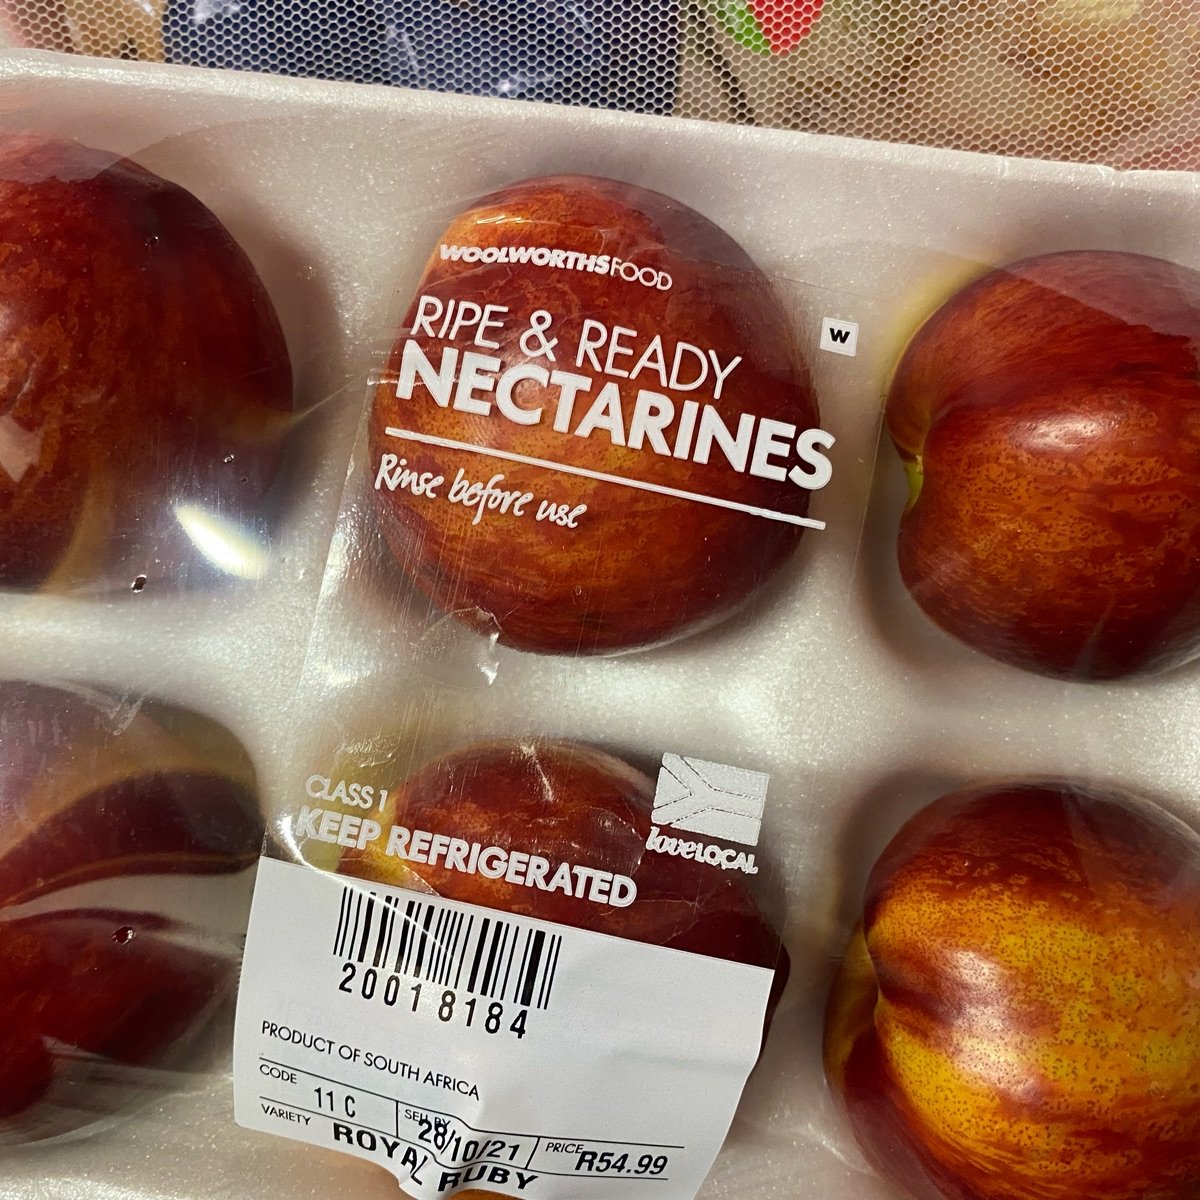 WOOLWORTHSFOOD
RIPE & READY
NECTARINES
W
Rinse before use
CLASS 1
KEEP REFRIGERATED
loveLOCAL
20018184
PRODUCT OF SOUTH AFRICA
CODE 11 C SELL BY 28/10/21 PRICE R54.99
VARIETY ROYAL RUBY